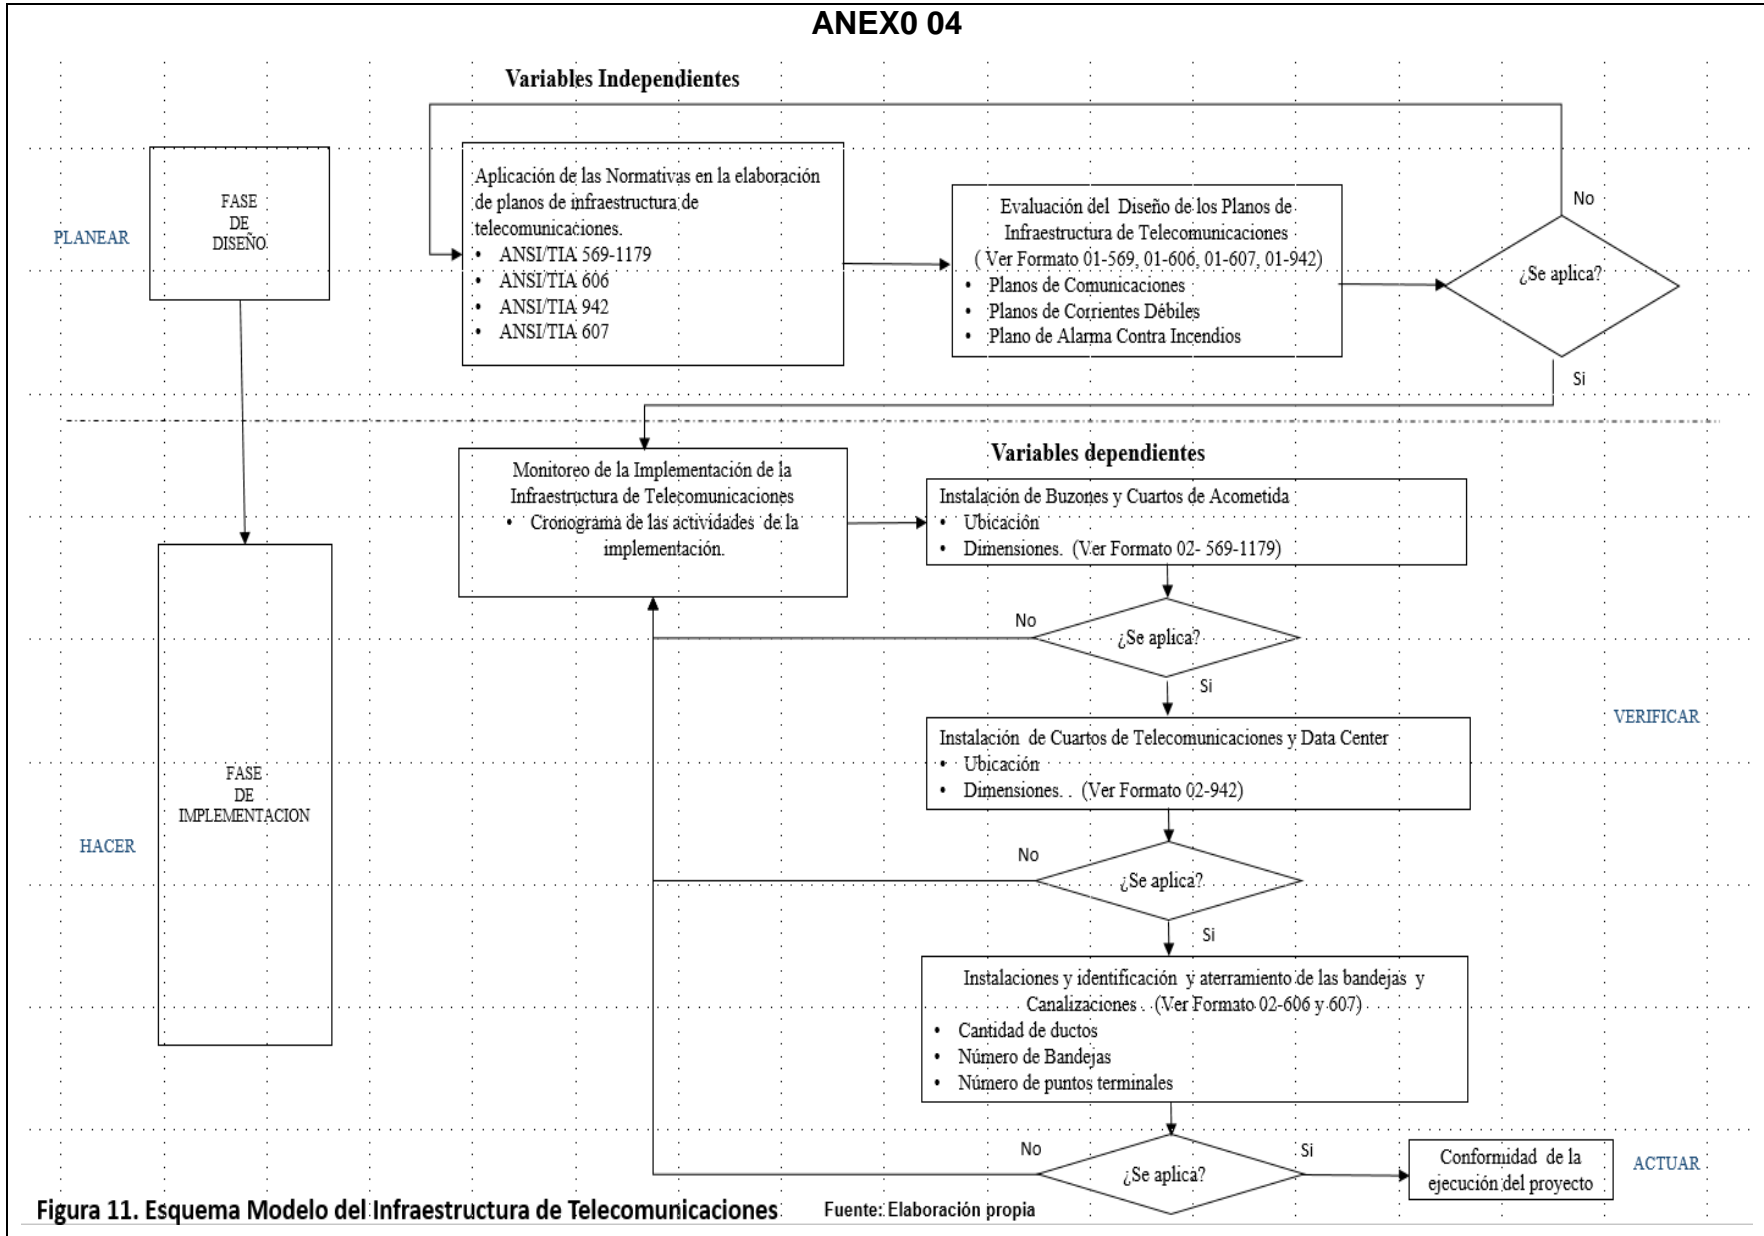 ANEX0 04
Variables Independientes
PLANEAR
FASE
DE
DISEÑO
Aplicación de las Normativas en la elaboración
de planos de infraestructura de
telecomunicaciones.
• ANSI/TIA 569-1179
• ANSI/TIA 606
• ANSI/TIA 942
• ANSI/TIA 607
Evaluación del Diseño de los Planos de
Infraestructura de Telecomunicaciones
( Ver Formato 01-569, 01-606, 01-607, 01-942)
• Planos de Comunicaciones
• Planos de Corrientes Débiles
• Plano de Alarma Contra Incendios
No
¿Se aplica?
Si
Variables dependientes
Monitoreo de la Implementación de la
Infraestructura de Telecomunicaciones
• Cronograma de las actividades de la
implementación.
Instalación de Buzones y Cuartos de Acometida
• Ubicación
• Dimensiones. (Ver Formato 02- 569-1179)
No
¿Se aplica?
Si
VERIFICAR
Instalación de Cuartos de Telecomunicaciones y Data Center
• Ubicación
• Dimensiones. . (Ver Formato 02-942)
FASE
DE
IMPLEMENTACION
HACER
No
¿Se aplica?
Si
Instalaciones y identificación y aterramiento de las bandejas y
Canalizaciones . (Ver Formato 02-606 y 607)
• Cantidad de ductos
• Número de Bandejas
• Número de puntos terminales
No
¿Se aplica?
Si
Conformidad de la
ejecución del proyecto
ACTUAR
Figura 11. Esquema Modelo del Infraestructura de Telecomunicaciones Fuente: Elaboración propia